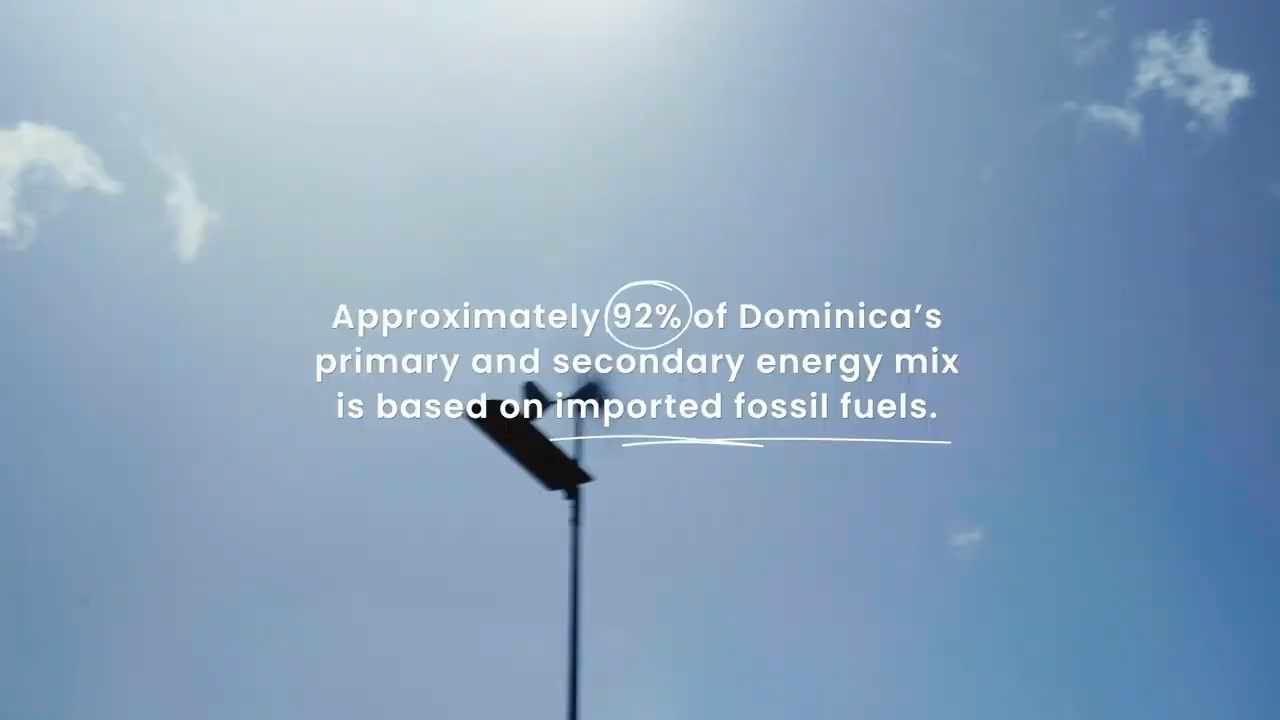 Approximately 92% of Dominica’s
primary and secondary energy mix
is based on imported fossil fuels.